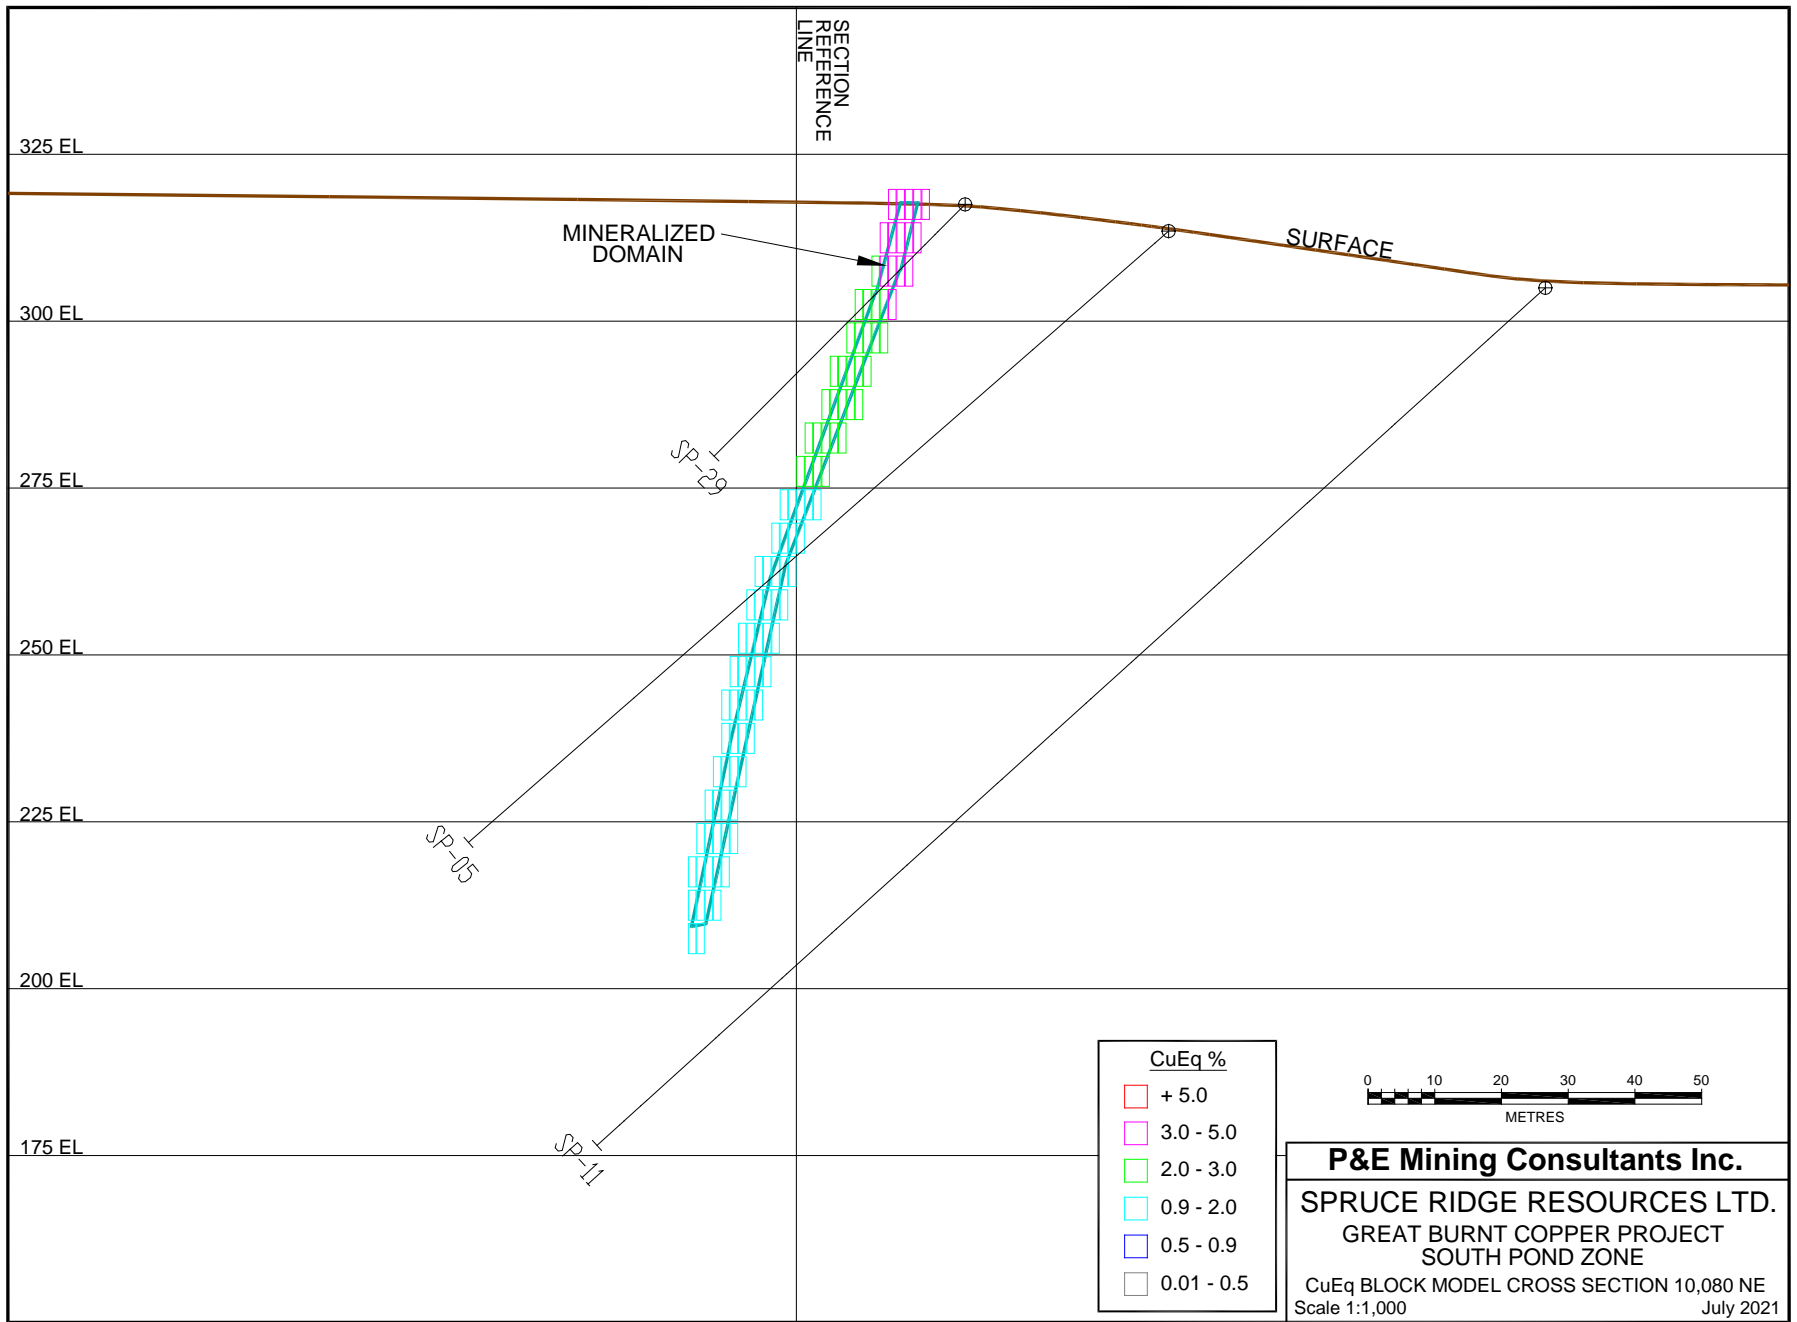 SECTION
REFERENCE
LINE
325 EL
MINERALIZED
DOMAIN
SURFACE
300 EL
SP-29
275 EL
250 EL
225 EL
SP-05
200 EL
SP-11
175 EL
CuEq %
+ 5.0
3.0 - 5.0
2.0 - 3.0
0.9 - 2.0
0.5 - 0.9
0.01 - 0.5
0 10 20 30 40 50
METRES
P&E Mining Consultants Inc.
SPRUCE RIDGE RESOURCES LTD.
GREAT BURNT COPPER PROJECT
SOUTH POND ZONE
CuEq BLOCK MODEL CROSS SECTION 10,080 NE
Scale 1:1,000 July 2021